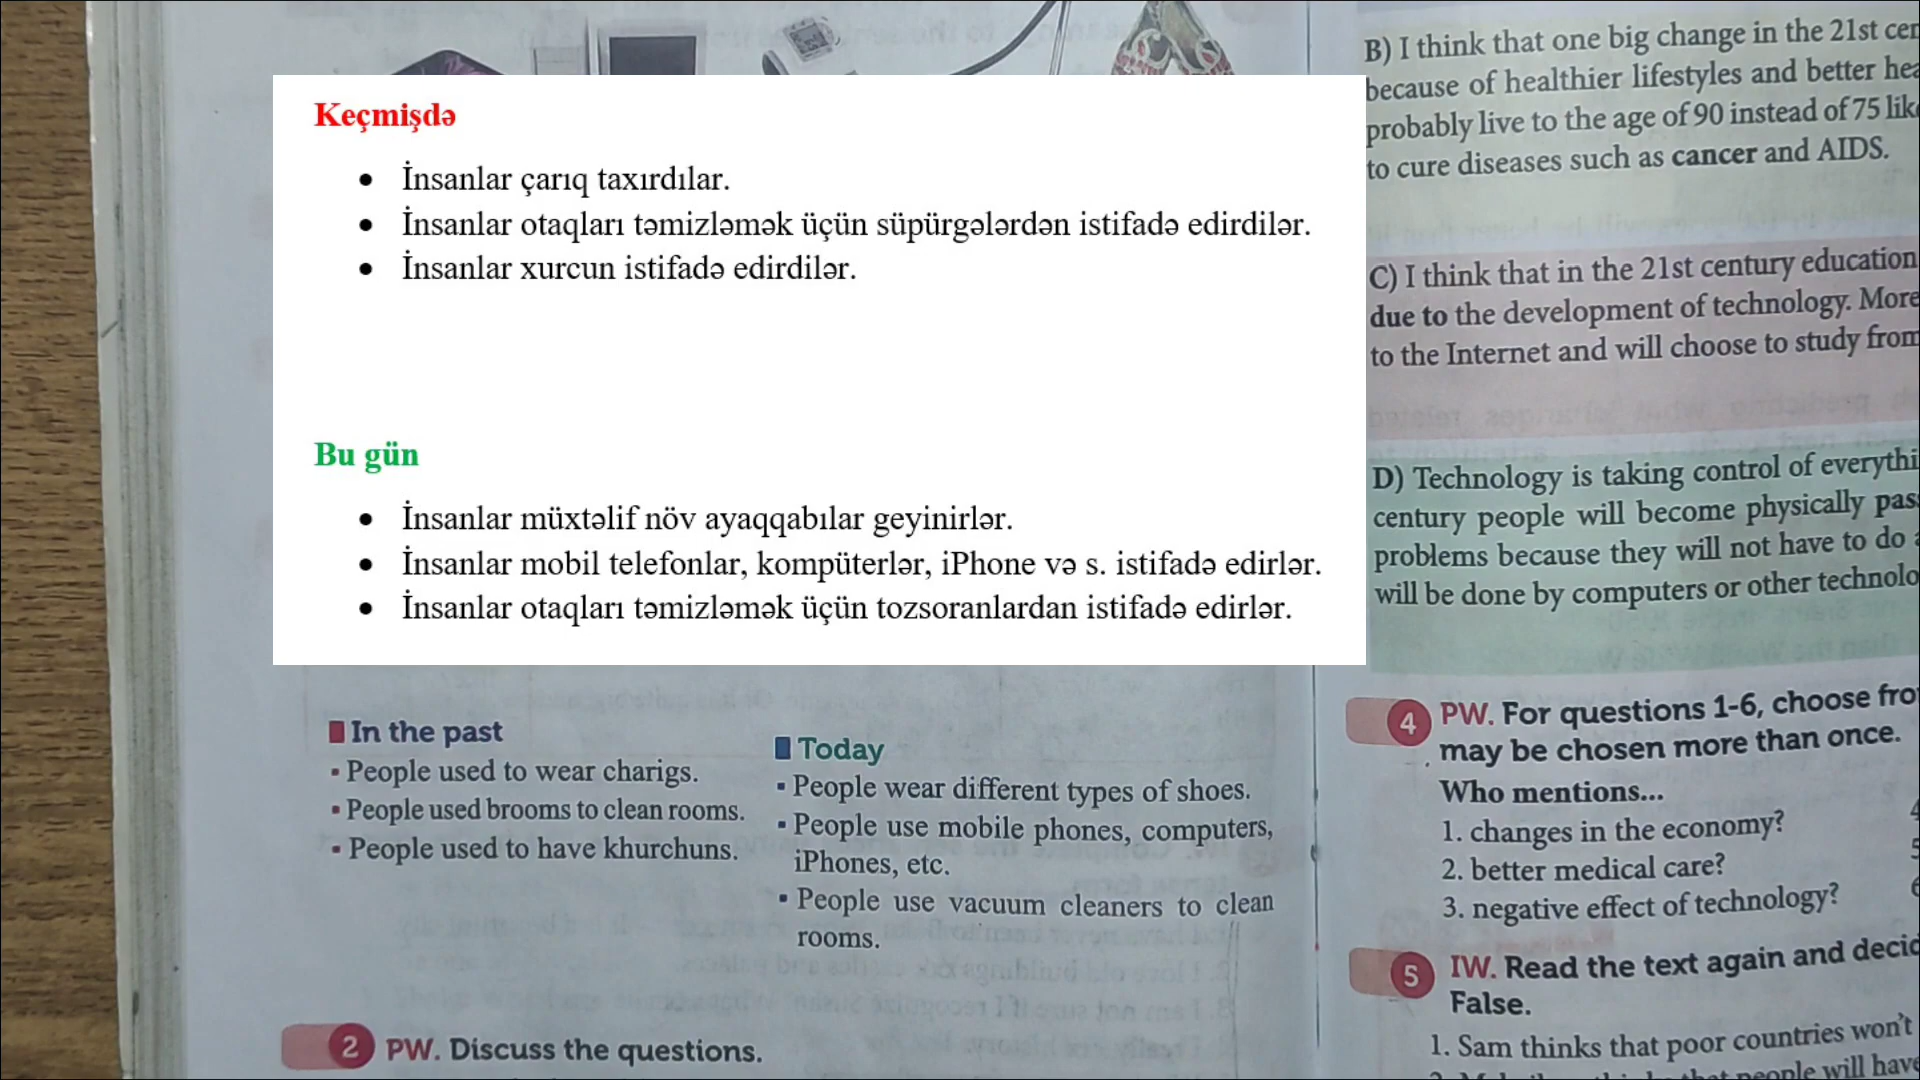 Keçmişdə
• İnsanlar çarıq taxırdılar.
• İnsanlar otaqları təmizləmək üçün süpürgələrdən istifadə edirdilər.
• İnsanlar xurcun istifadə edirdilər.
Bu gün
• İnsanlar müxtəlif növ ayaqqabılar geyinirlər.
• İnsanlar mobil telefonlar, kompüterlər, iPhone və s. istifadə edirlər.
• İnsanlar otaqları təmizləmək üçün tozsoranlardan istifadə edirlər.
In the past
▪ People used to wear charigs.
▪ People used brooms to clean rooms.
▪ People used to have khurchuns.
Today
▪ People wear different types of shoes.
▪ People use mobile phones, computers,
iPhones, etc.
▪ People use vacuum cleaners to clean
rooms.
2 PW. Discuss the questions.
B) I think that one big change in the 21st
because of healthier lifestyles and better
probably live to the age of 90 instead of 75
to cure diseases such as cancer and AIDS.
C) I think that in the 21st century education
due to the development of technology. More
to the Internet and will choose to study from
D) Technology is taking control of
century people will become physically
problems because they will not have to do
will be done by computers or other
4 PW. For questions 1-6, choose
may be chosen more than once.
Who mentions...
1. changes in the economy?
2. better medical care?
3. negative effect of technology?
5 IW. Read the text again and
False.
1. Sam thinks that poor countries won't
people will have